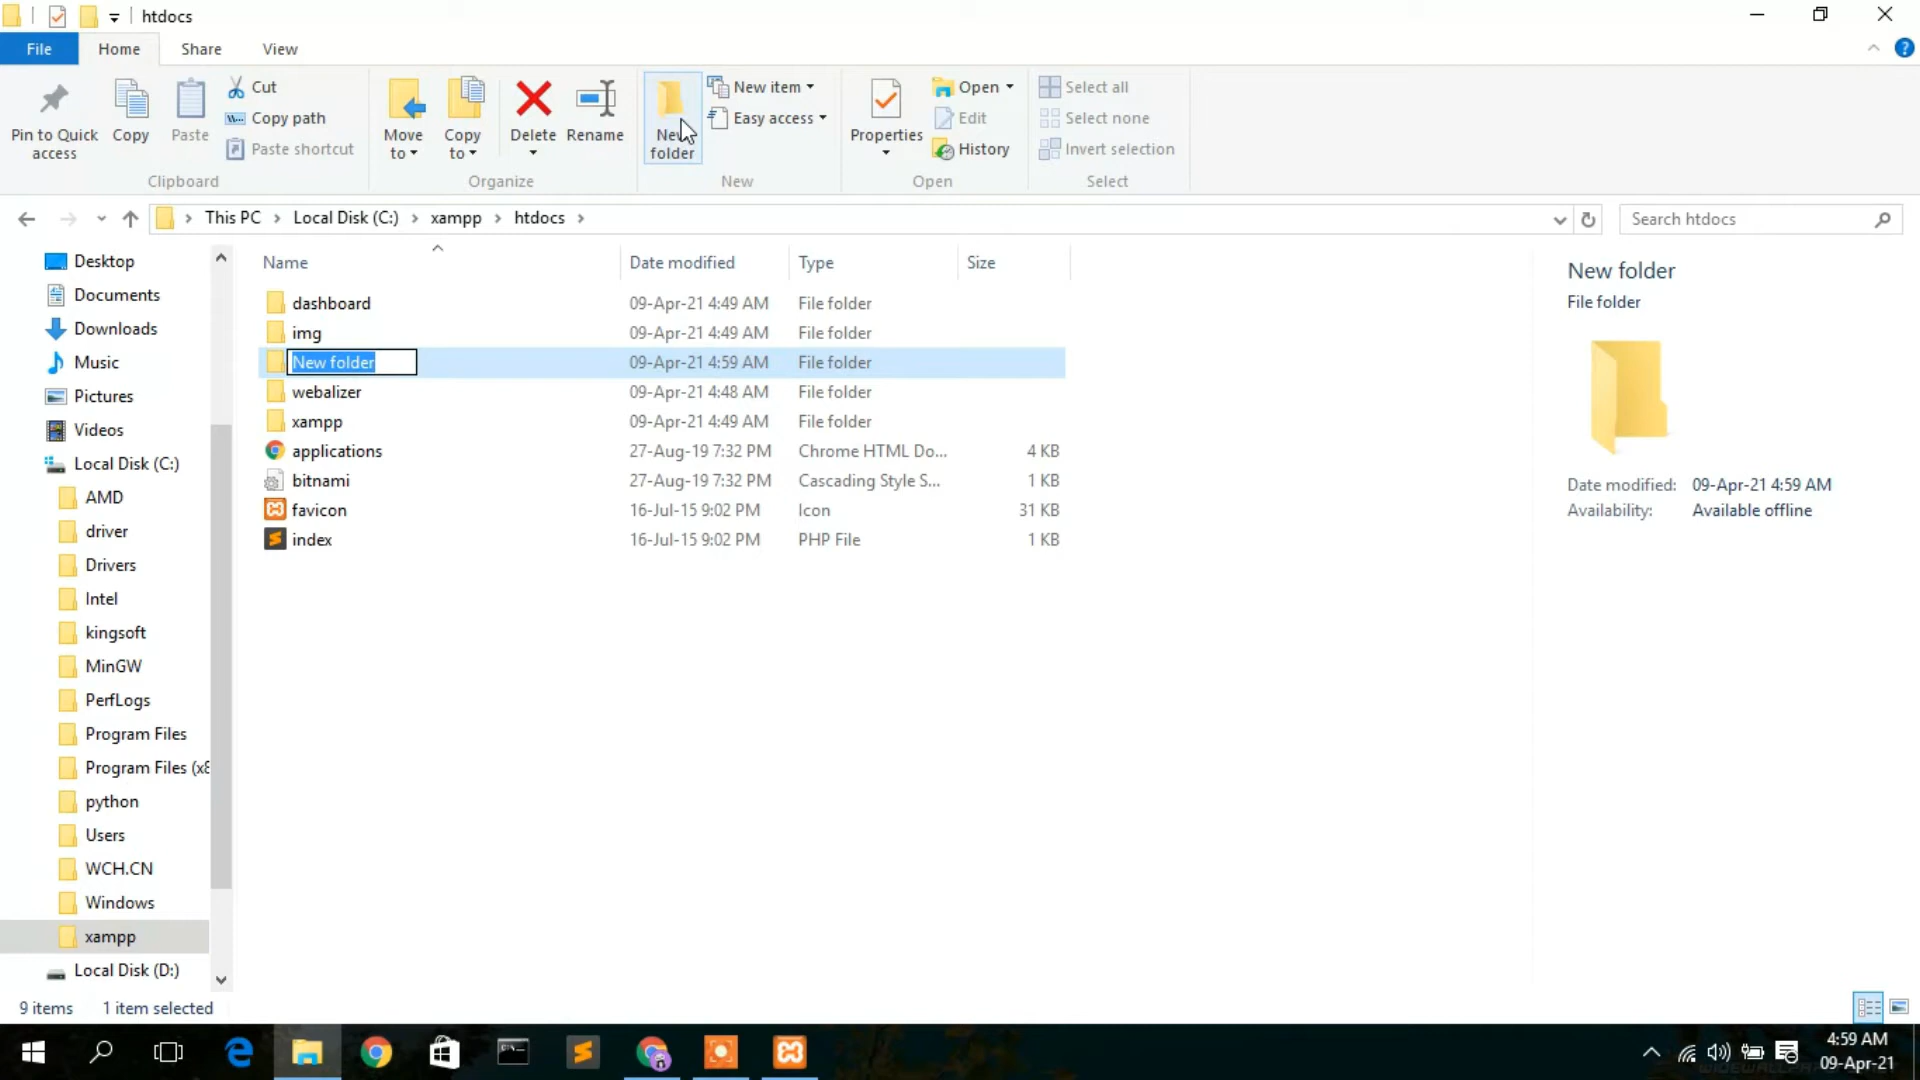 htdocs
File
Home
Share
View
Pin to Quick access
Copy
Paste
Cut
Copy path
Paste shortcut
Clipboard
Move to
Copy to
Delete
Rename
Organize
New folder
New item
Easy access
New
Properties
Open
Edit
History
Open
Select all
Select none
Invert selection
Select
This PC > Local Disk (C:) > xampp > htdocs >
Search htdocs
Desktop
Documents
Downloads
Music
Pictures
Videos
Local Disk (C:)
AMD
driver
Drivers
Intel
kingsoft
MinGW
PerfLogs
Program Files
Program Files (x8
python
Users
WCH.CN
Windows
xampp
Local Disk (D:)
Name Date modified Type Size
dashboard 09-Apr-21 4:49 AM File folder
img 09-Apr-21 4:49 AM File folder
New folder 09-Apr-21 4:59 AM File folder
webalizer 09-Apr-21 4:48 AM File folder
xampp 09-Apr-21 4:49 AM File folder
applications 27-Aug-19 7:32 PM Chrome HTML Do... 4 KB
bitnami 27-Aug-19 7:32 PM Cascading Style S... 1 KB
favicon 16-Jul-15 9:02 PM Icon 31 KB
index 16-Jul-15 9:02 PM PHP File 1 KB
New folder
File folder
Date modified: 09-Apr-21 4:59 AM
Availability: Available offline
9 items 1 item selected
4:59 AM
09-Apr-21